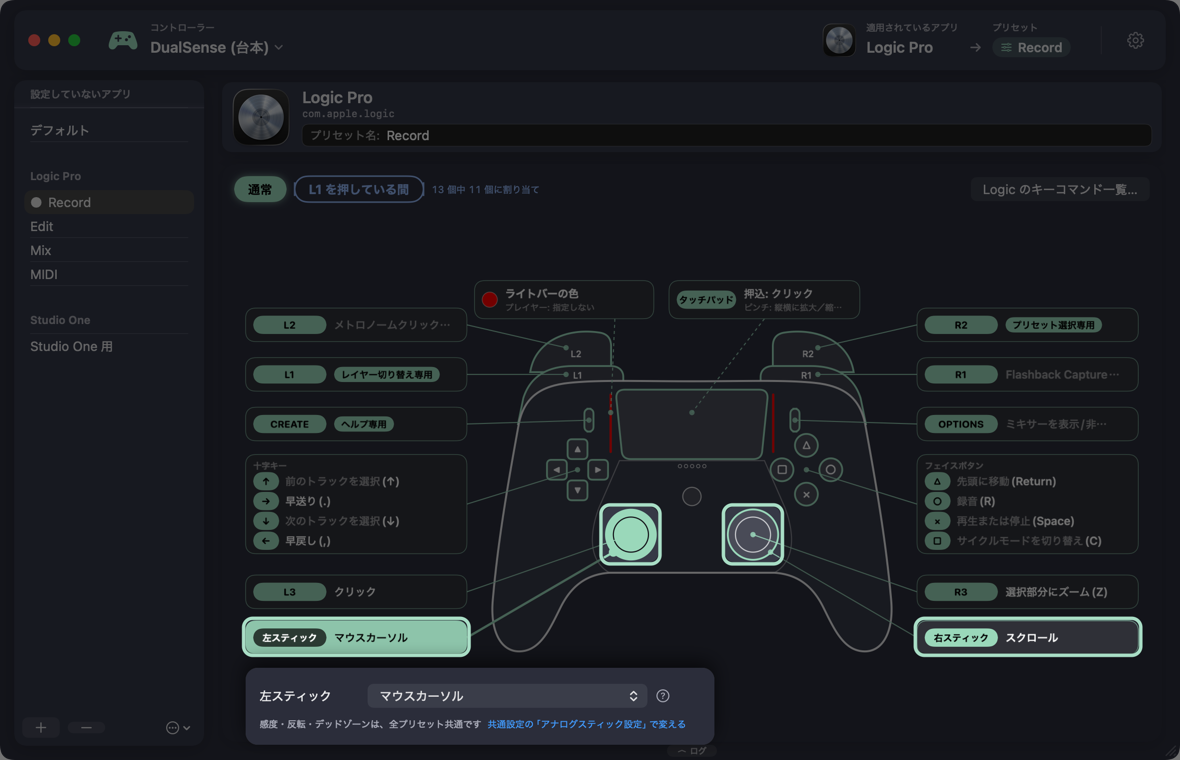 コントローラー
DualSense (台本)
適用されているアプリ
Logic Pro
→
プリセット
Record
設定していないアプリ
デフォルト
Logic Pro
Record
Edit
Mix
MIDI
Studio One
Studio One 用
Logic Pro
com.apple.logic
プリセット名: Record
通常
L1 を押している間
13 個中 11 個に割り当て
Logic のキーコマンド一覧...
ライトバーの色
プレイヤー: 指定しない
タッチパッド
押込: クリック
ピンチ: 縦横に拡大／縮…
L2 メトロノームクリック…
L1 レイヤー切り替え専用
CREATE ヘルプ専用
十字キー
↑ 前のトラックを選択 (↑)
→ 早送り (.)
↓ 次のトラックを選択 (↓)
← 早戻し (,)
L3 クリック
左スティック マウスカーソル
L2
L1
R2
R1
R2 プリセット選択専用
R1 Flashback Capture…
OPTIONS ミキサーを表示/非…
フェイスボタン
△ 先頭に移動 (Return)
○ 録音 (R)
× 再生または停止 (Space)
□ サイクルモードを切り替え (C)
R3 選択部分にズーム (Z)
右スティック スクロール
左スティック マウスカーソル ?
感度・反転・デッドゾーンは、全プリセット共通です 共通設定の「アナログスティック設定」で変える
ログ